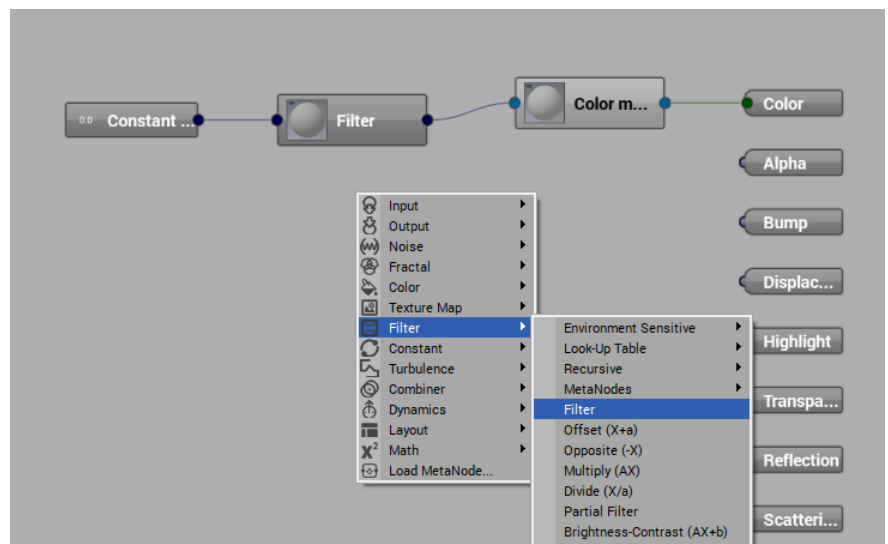 0.0 Constant ...
Filter
Color m...
Color
Alpha
Bump
Displac...
Highlight
Transpa...
Reflection
Scatteri...
Input
Output
Noise
Fractal
Color
Texture Map
Filter
Constant
Turbulence
Combiner
Dynamics
Layout
X² Math
Load MetaNode...
Environment Sensitive
Look-Up Table
Recursive
MetaNodes
Filter
Offset (X+a)
Opposite (-X)
Multiply (AX)
Divide (X/a)
Partial Filter
Brightness-Contrast (AX+b)